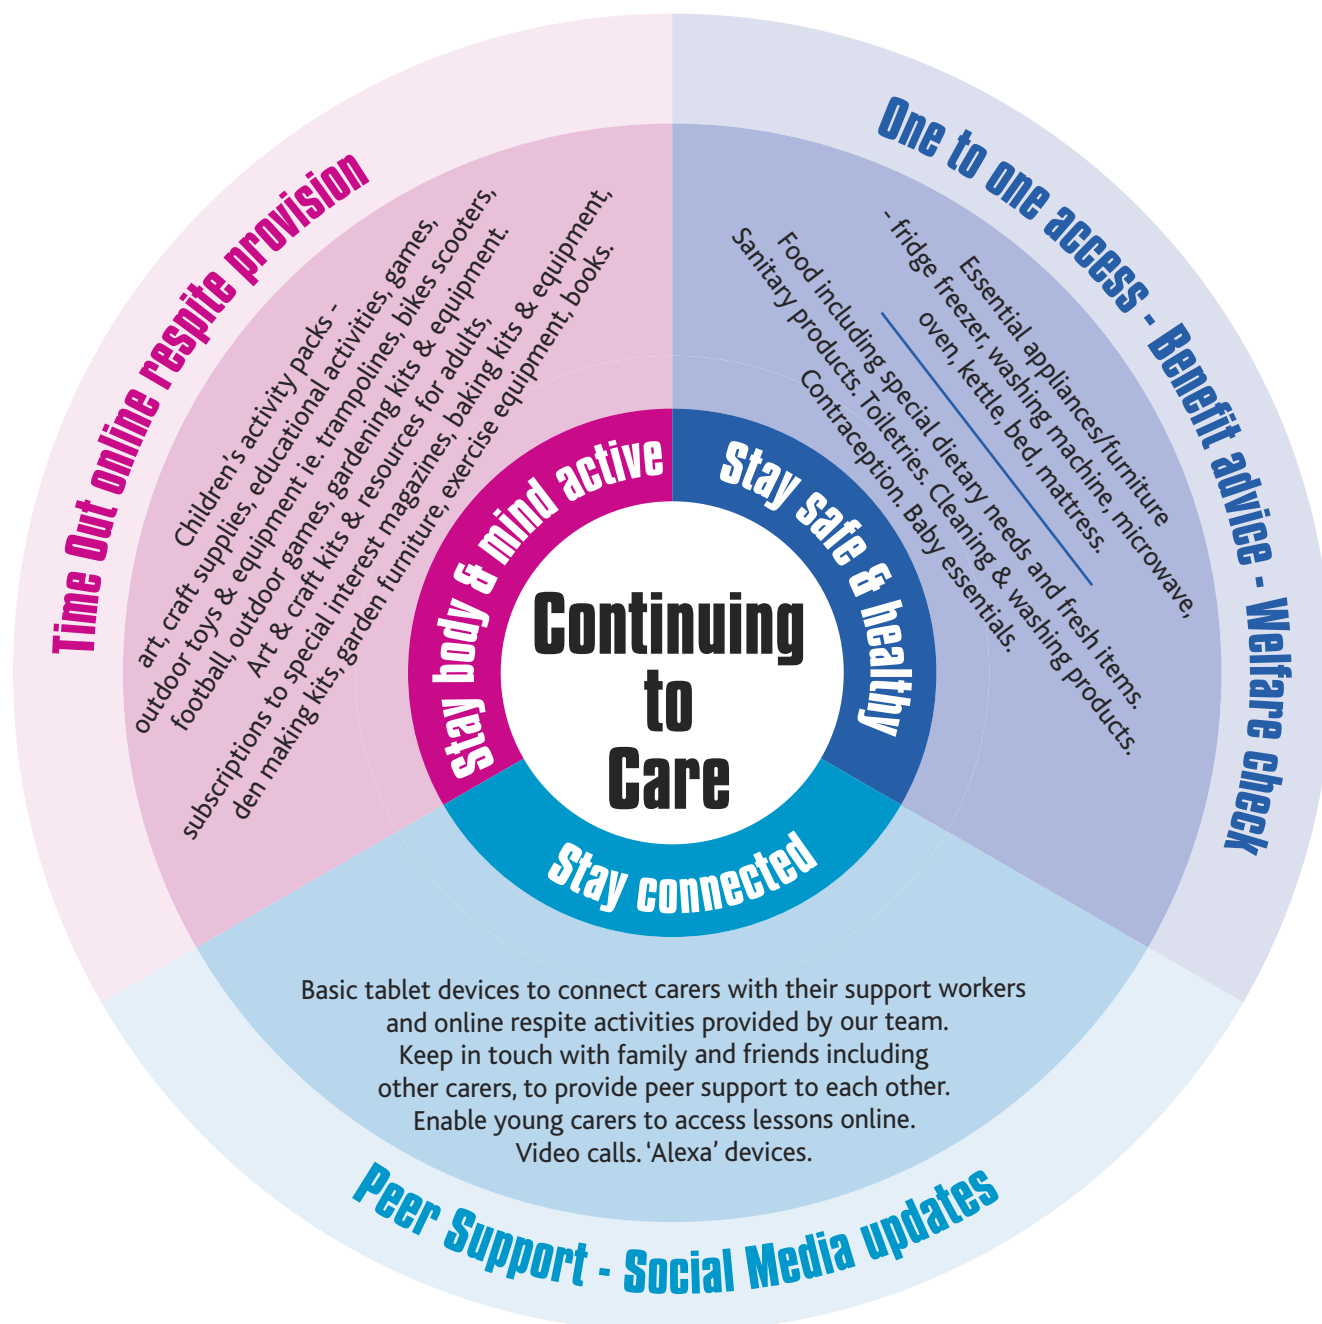 Continuing
to
Care
Stay body & mind active
Stay safe & healthy
Stay connected
Time Out online respite provision
Children's activity packs -
art, craft supplies, educational activities, games,
outdoor toys & equipment ie. trampolines, bikes scooters,
football, outdoor games, gardening kits & equipment.
Art & craft kits & resources for adults,
subscriptions to special interest magazines, baking kits & equipment,
den making kits, garden furniture, exercise equipment, books.
One to one access - Benefit advice - Welfare check
Essential appliances/furniture
- fridge freezer, washing machine, microwave,
oven, kettle, bed, mattress.
Food including special dietary needs and fresh items.
Sanitary products. Toiletries. Cleaning & washing products.
Contraception. Baby essentials.
Basic tablet devices to connect carers with their support workers
and online respite activities provided by our team.
Keep in touch with family and friends including
other carers, to provide peer support to each other.
Enable young carers to access lessons online.
Video calls. ‘Alexa’ devices.
Peer Support - Social Media updates